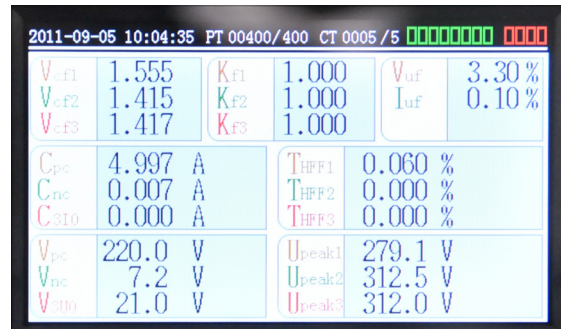 2011-09-05 10:04:35 PT 00400/400 CT 0005/5
Vcf1 1.555 Kf1 1.000 Vuf 3.30 %
Vcf2 1.415 Kf2 1.000 Iuf 0.10 %
Vcf3 1.417 Kf3 1.000
Cpc 4.997 A THFF1 0.060 %
Cnc 0.007 A THFF2 0.000 %
C3I0 0.000 A THFF3 0.000 %
Vpc 220.0 V Upeak1 279.1 V
Vnc 7.2 V Upeak2 312.5 V
V3U0 21.0 V Upeak3 312.0 V